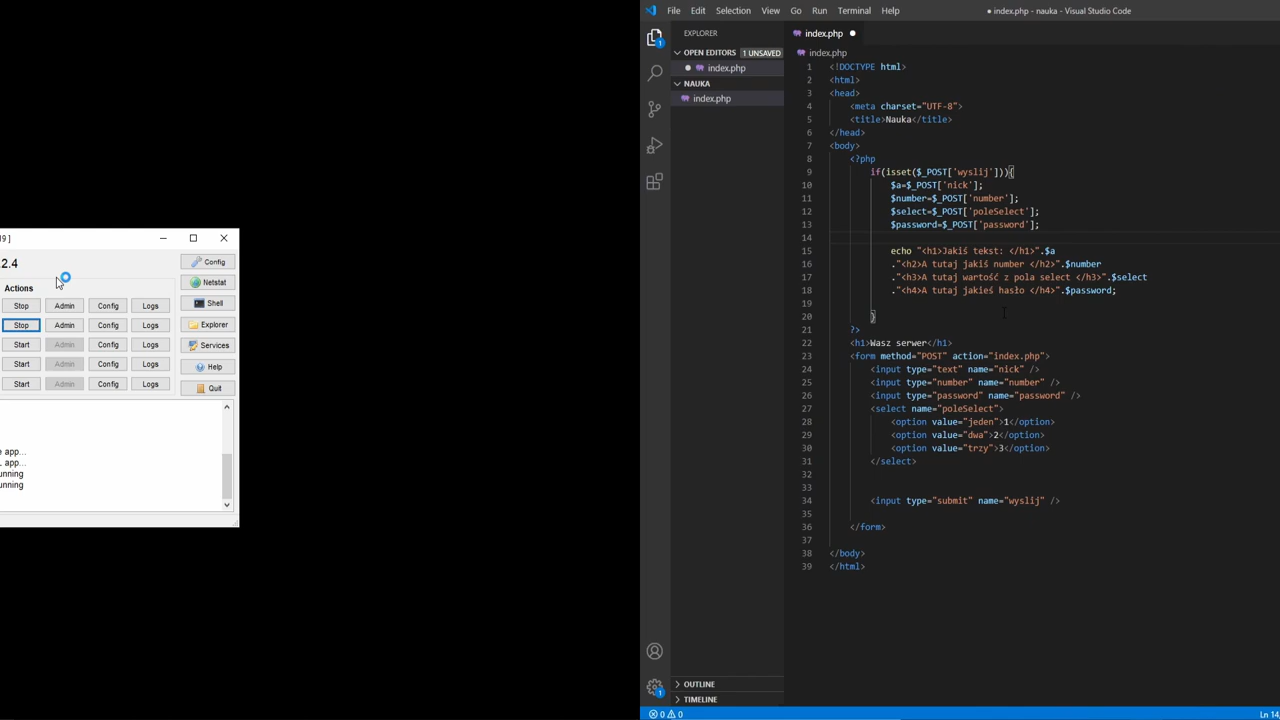 19 ]
2.4
Config
Netstat
Actions
Shell
Stop Admin Config Logs
Stop Admin Config Logs
Explorer
Start Admin Config Logs
Services
Start Admin Config Logs
Help
Start Admin Config Logs
Quit
e app...
L app...
unning
unning
File Edit Selection View Go Run Terminal Help
● index.php - nauka - Visual Studio Code
EXPLORER
OPEN EDITORS 1 UNSAVED
● index.php
NAUKA
index.php
OUTLINE
TIMELINE
1
1
index.php ●
index.php
1 <!DOCTYPE html>
2 <html>
3 <head>
4 <meta charset="UTF-8">
5 <title>Nauka</title>
6 </head>
7 <body>
8 <?php
9 if(isset($_POST['wyslij'])){
10 $a=$_POST['nick'];
11 $number=$_POST['number'];
12 $select=$_POST['poleSelect'];
13 $password=$_POST['password'];
14
15 echo "<h1>Jakiś tekst: </h1>".$a
16 ."<h2>A tutaj jakiś number </h2>".$number
17 ."<h3>A tutaj wartość z pola select </h3>".$select
18 ."<h4>A tutaj jakieś hasło </h4>".$password;
19
20 }
21 ?>
22 <h1>Wasz serwer</h1>
23 <form method="POST" action="index.php">
24 <input type="text" name="nick" />
25 <input type="number" name="number" />
26 <input type="password" name="password" />
27 <select name="poleSelect">
28 <option value="jeden">1</option>
29 <option value="dwa">2</option>
30 <option value="trzy">3</option>
31 </select>
32
33
34 <input type="submit" name="wyslij" />
35
36 </form>
37
38 </body>
39 </html>
0 0
Ln 14